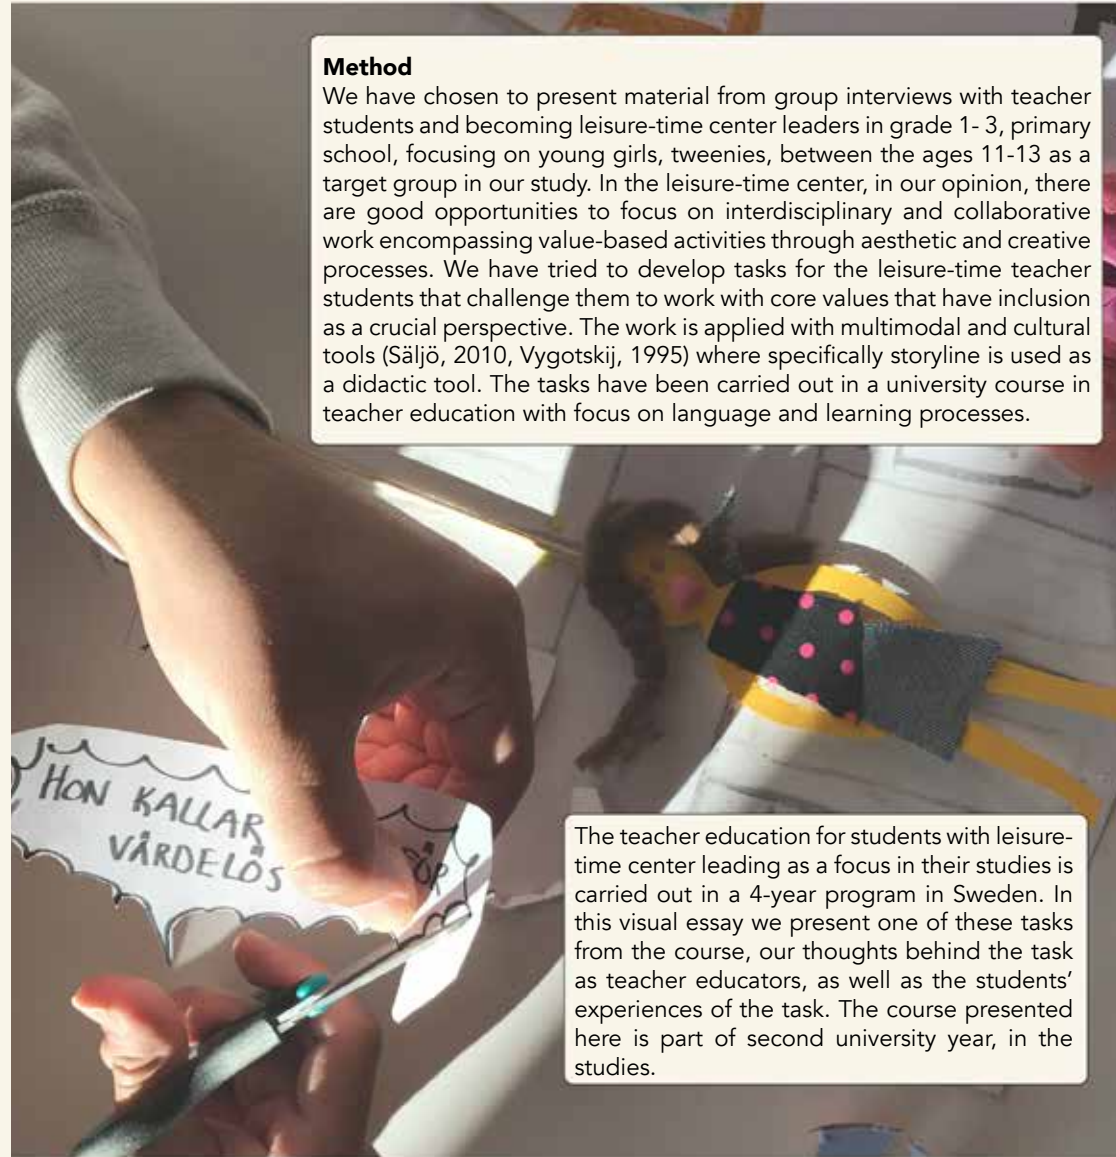 Method
We have chosen to present material from group interviews with teacher
students and becoming leisure-time center leaders in grade 1- 3, primary
school, focusing on young girls, tweenies, between the ages 11-13 as a
target group in our study. In the leisure-time center, in our opinion, there
are good opportunities to focus on interdisciplinary and collaborative
work encompassing value-based activities through aesthetic and creative
processes. We have tried to develop tasks for the leisure-time teacher
students that challenge them to work with core values that have inclusion
as a crucial perspective. The work is applied with multimodal and cultural
tools (Säljö, 2010, Vygotskij, 1995) where specifically storyline is used as
a didactic tool. The tasks have been carried out in a university course in
teacher education with focus on language and learning processes.
HON KALLAR
VÄRDELÖS
The teacher education for students with leisure-
time center leading as a focus in their studies is
carried out in a 4-year program in Sweden. In
this visual essay we present one of these tasks
from the course, our thoughts behind the task
as teacher educators, as well as the students’
experiences of the task. The course presented
here is part of second university year, in the
studies.